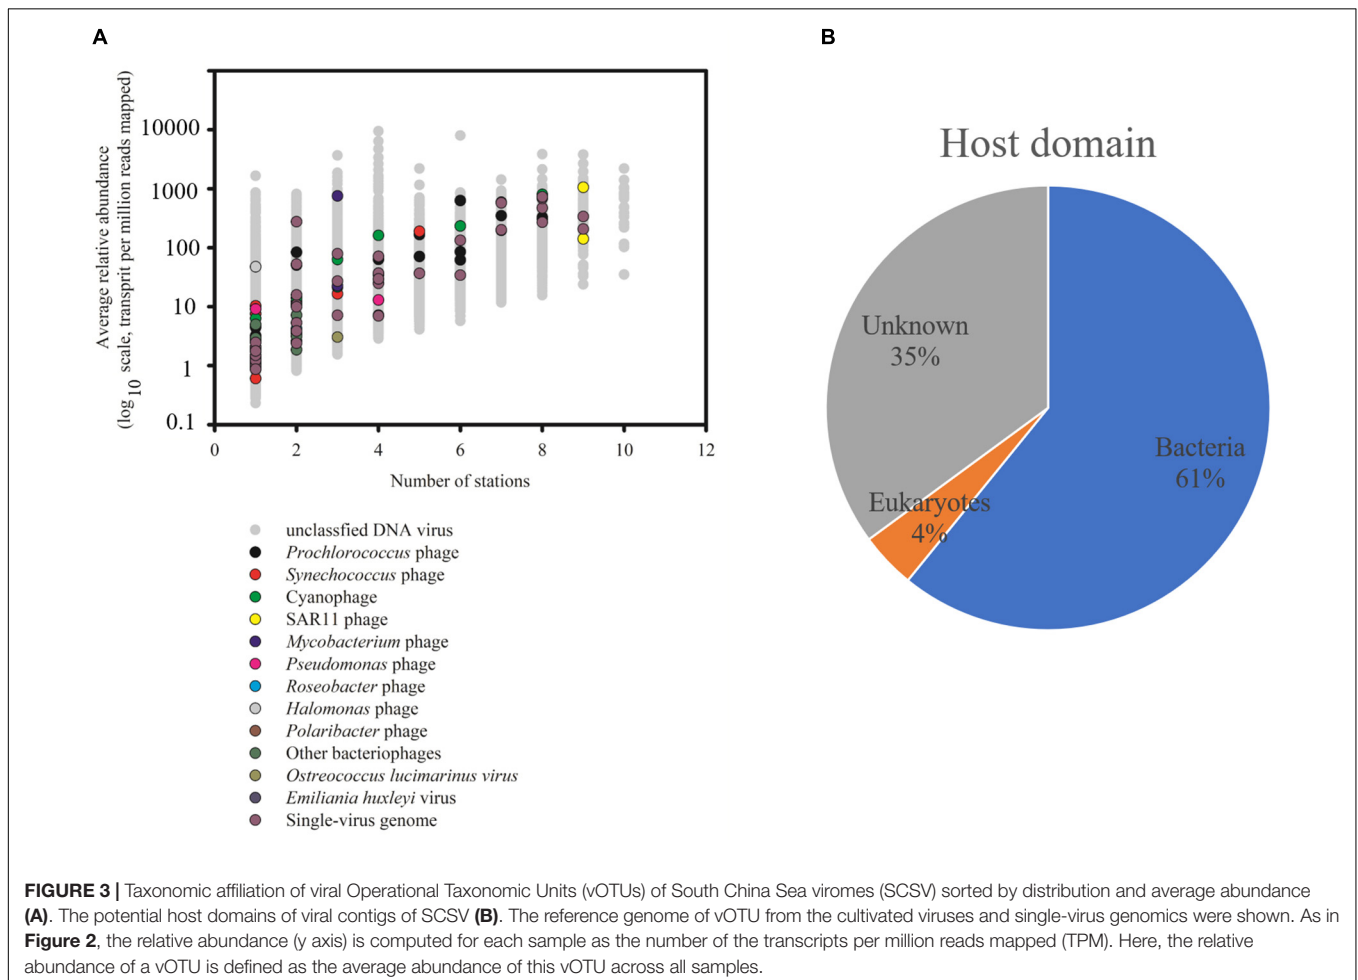 A
B
Average relative abundance
(log10 scale, transprit per million reads mapped)
10000
1000
100
10
1
0.1
0
2
4
6
8
10
12
Number of stations
unclassfied DNA virus
Prochlorococcus phage
Synechococcus phage
Cyanophage
SAR11 phage
Mycobacterium phage
Pseudomonas phage
Roseobacter phage
Halomonas phage
Polaribacter phage
Other bacteriophages
Ostreococcus lucimarinus virus
Emiliania huxleyi virus
Single-virus genome
Host domain
Unknown
35%
Bacteria
61%
Eukaryotes
4%
FIGURE 3 | Taxonomic affiliation of viral Operational Taxonomic Units (vOTUs) of South China Sea viromes (SCSV) sorted by distribution and average abundance
(A). The potential host domains of viral contigs of SCSV (B). The reference genome of vOTU from the cultivated viruses and single-virus genomics were shown. As in
Figure 2, the relative abundance (y axis) is computed for each sample as the number of the transcripts per million reads mapped (TPM). Here, the relative
abundance of a vOTU is defined as the average abundance of this vOTU across all samples.